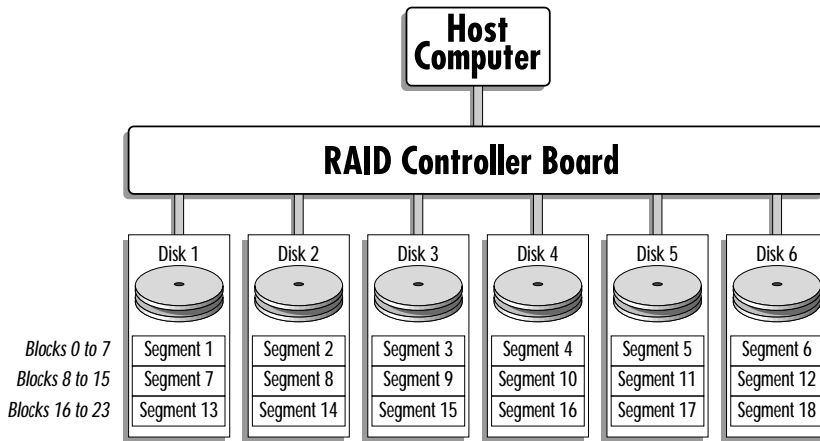 Host
Computer
RAID Controller Board
Disk 1 Disk 2 Disk 3 Disk 4 Disk 5 Disk 6
Blocks 0 to 7 Segment 1 Segment 2 Segment 3 Segment 4 Segment 5 Segment 6
Blocks 8 to 15 Segment 7 Segment 8 Segment 9 Segment 10 Segment 11 Segment 12
Blocks 16 to 23 Segment 13 Segment 14 Segment 15 Segment 16 Segment 17 Segment 18